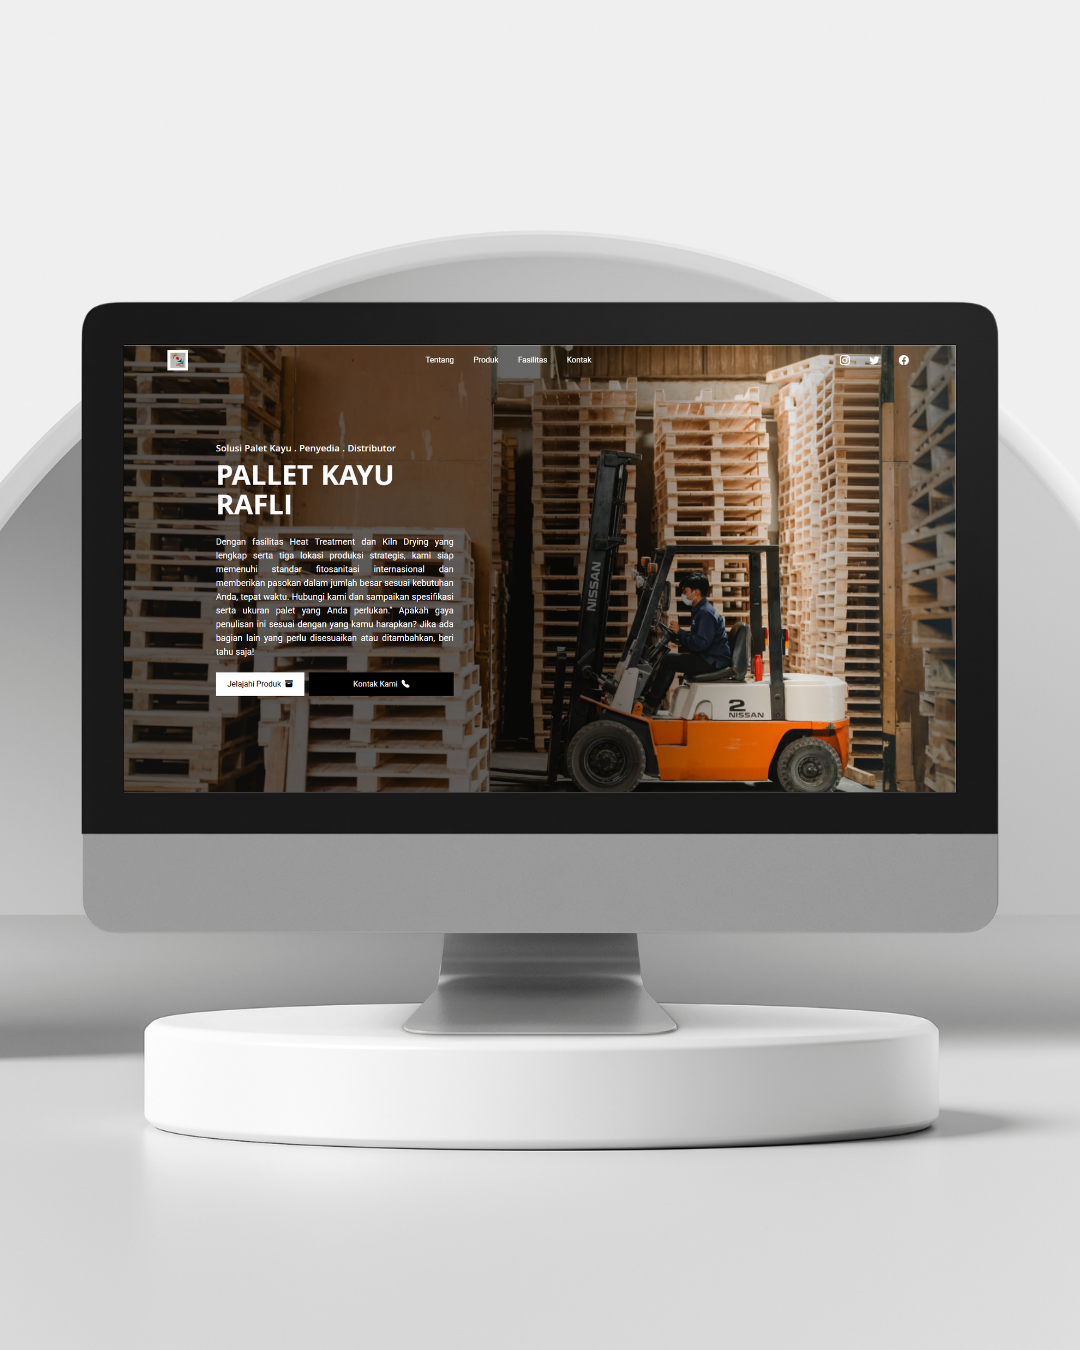 Tentang Produk Fasilitas Kontak
Solusi Palet Kayu . Penyedia . Distributor
PALLET KAYU
RAFLI
Dengan fasilitas Heat Treatment dan Kiln Drying yang
lengkap serta tiga lokasi produksi strategis, kami siap
memenuhi standar fitosanitasi internasional dan
memberikan pasokan dalam jumlah besar sesuai kebutuhan
Anda, tepat waktu. Hubungi kami dan sampaikan spesifikasi
serta ukuran palet yang Anda perlukan." Apakah gaya
penulisan ini sesuai dengan yang kamu harapkan? Jika ada
bagian lain yang perlu disesuaikan atau ditambahkan, beri
tahu saja!
Jelajahi Produk
Kontak Kami
NISSAN
2
NISSAN